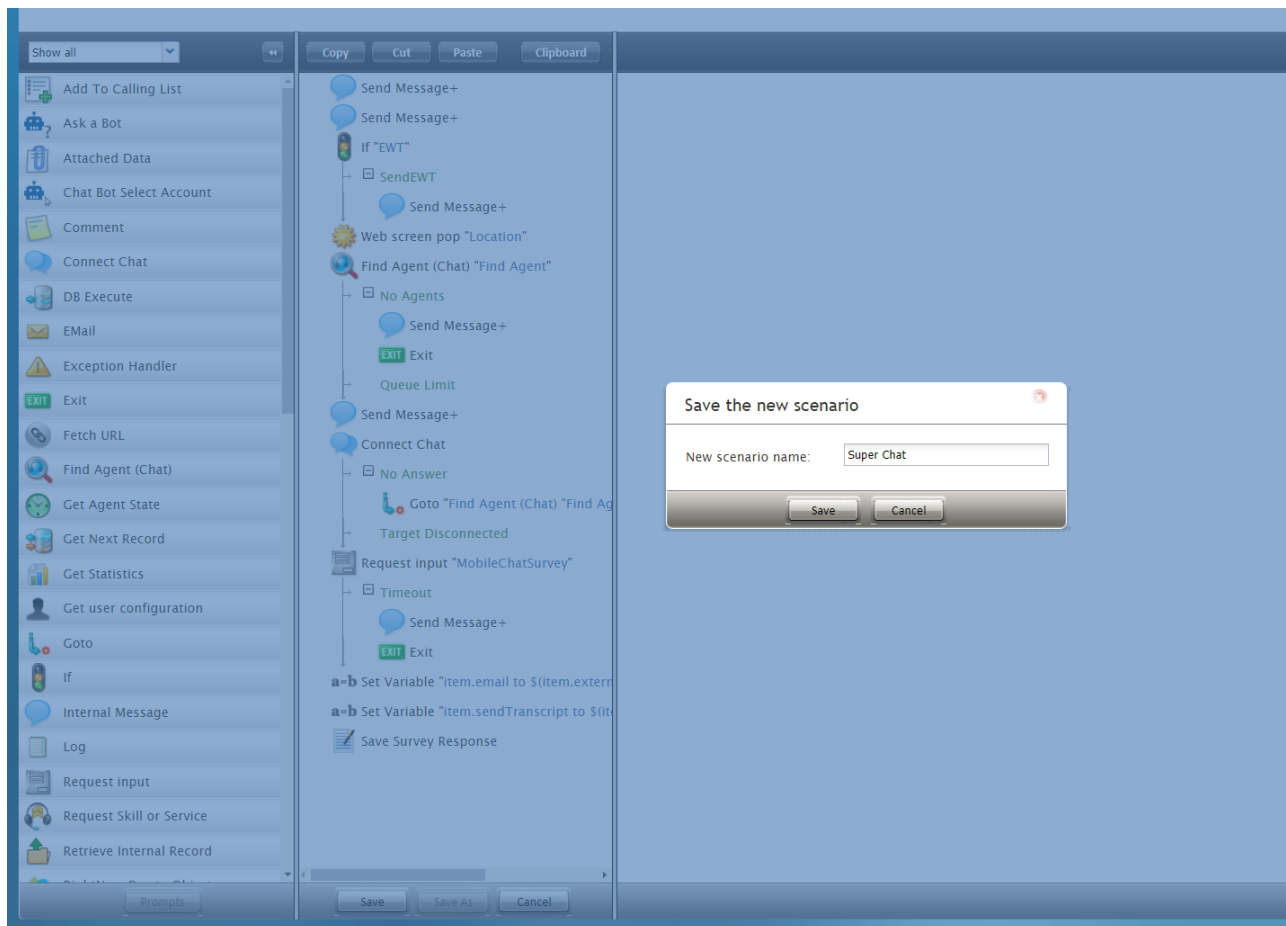 Show all
Copy
Cut
Paste
Clipboard
Add To Calling List
Ask a Bot
Attached Data
Chat Bot Select Account
Comment
Connect Chat
DB Execute
EMail
Exception Handler
EXIT Exit
Fetch URL
Find Agent (Chat)
Get Agent State
Get Next Record
Get Statistics
Get user configuration
Goto
If
Internal Message
Log
Request input
Request Skill or Service
Retrieve Internal Record
Prompts
Send Message+
Send Message+
If "EWT"
SendEWT
Send Message+
Web screen pop "Location"
Find Agent (Chat) "Find Agent"
No Agents
Send Message+
EXIT Exit
Queue Limit
Send Message+
Connect Chat
No Answer
Goto "Find Agent (Chat) "Find Ag
Target Disconnected
Request input "MobileChatSurvey"
Timeout
Send Message+
EXIT Exit
a=b Set Variable "item.email to $(item.extern
a=b Set Variable "item.sendTranscript to $(ite
Save Survey Response
Save
Save As
Cancel
Save the new scenario
New scenario name:
Super Chat
Save
Cancel